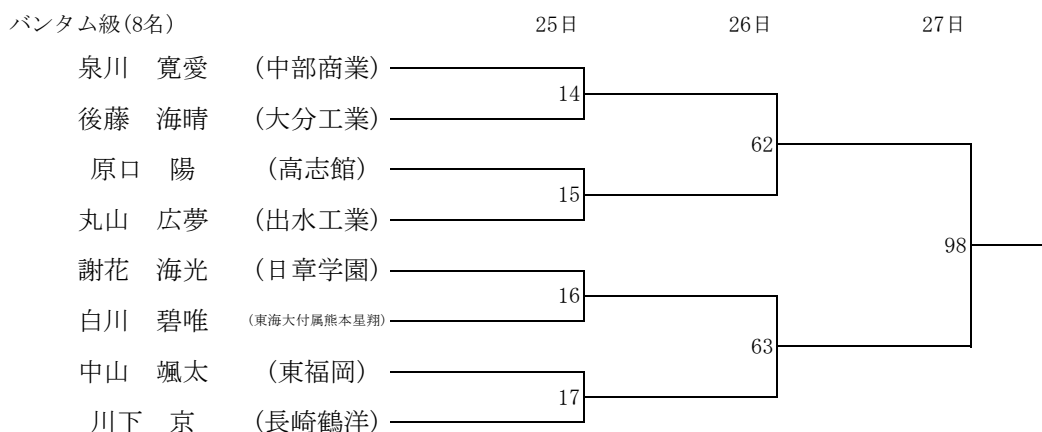 バンタム級(8名) 25日 26日 27日
泉川　寛愛 (中部商業)
14
後藤　海晴 (大分工業)
62
原口　陽 (高志館)
15
丸山　広夢 (出水工業)
98
謝花　海光 (日章学園)
16
白川　碧唯 (東海大付属熊本星翔)
63
中山　颯太 (東福岡)
17
川下　京 (長崎鶴洋)